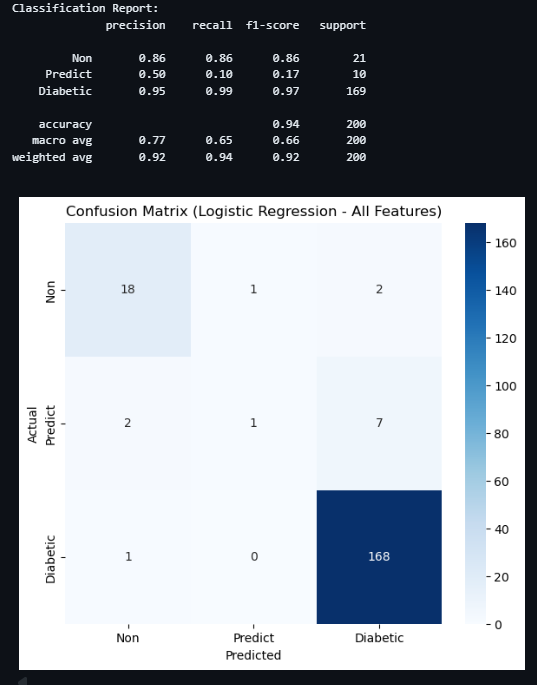 Classification Report:
precision recall f1-score support
Non 0.86 0.86 0.86 21
Predict 0.50 0.10 0.17 10
Diabetic 0.95 0.99 0.97 169
accuracy 0.94 200
macro avg 0.77 0.65 0.66 200
weighted avg 0.92 0.94 0.92 200
Confusion Matrix (Logistic Regression - All Features)
Non 18 1 2
Actual
Predict 2 1 7
Diabetic 1 0 168
Non Predict Diabetic
Predicted
160
140
120
100
80
60
40
20
0